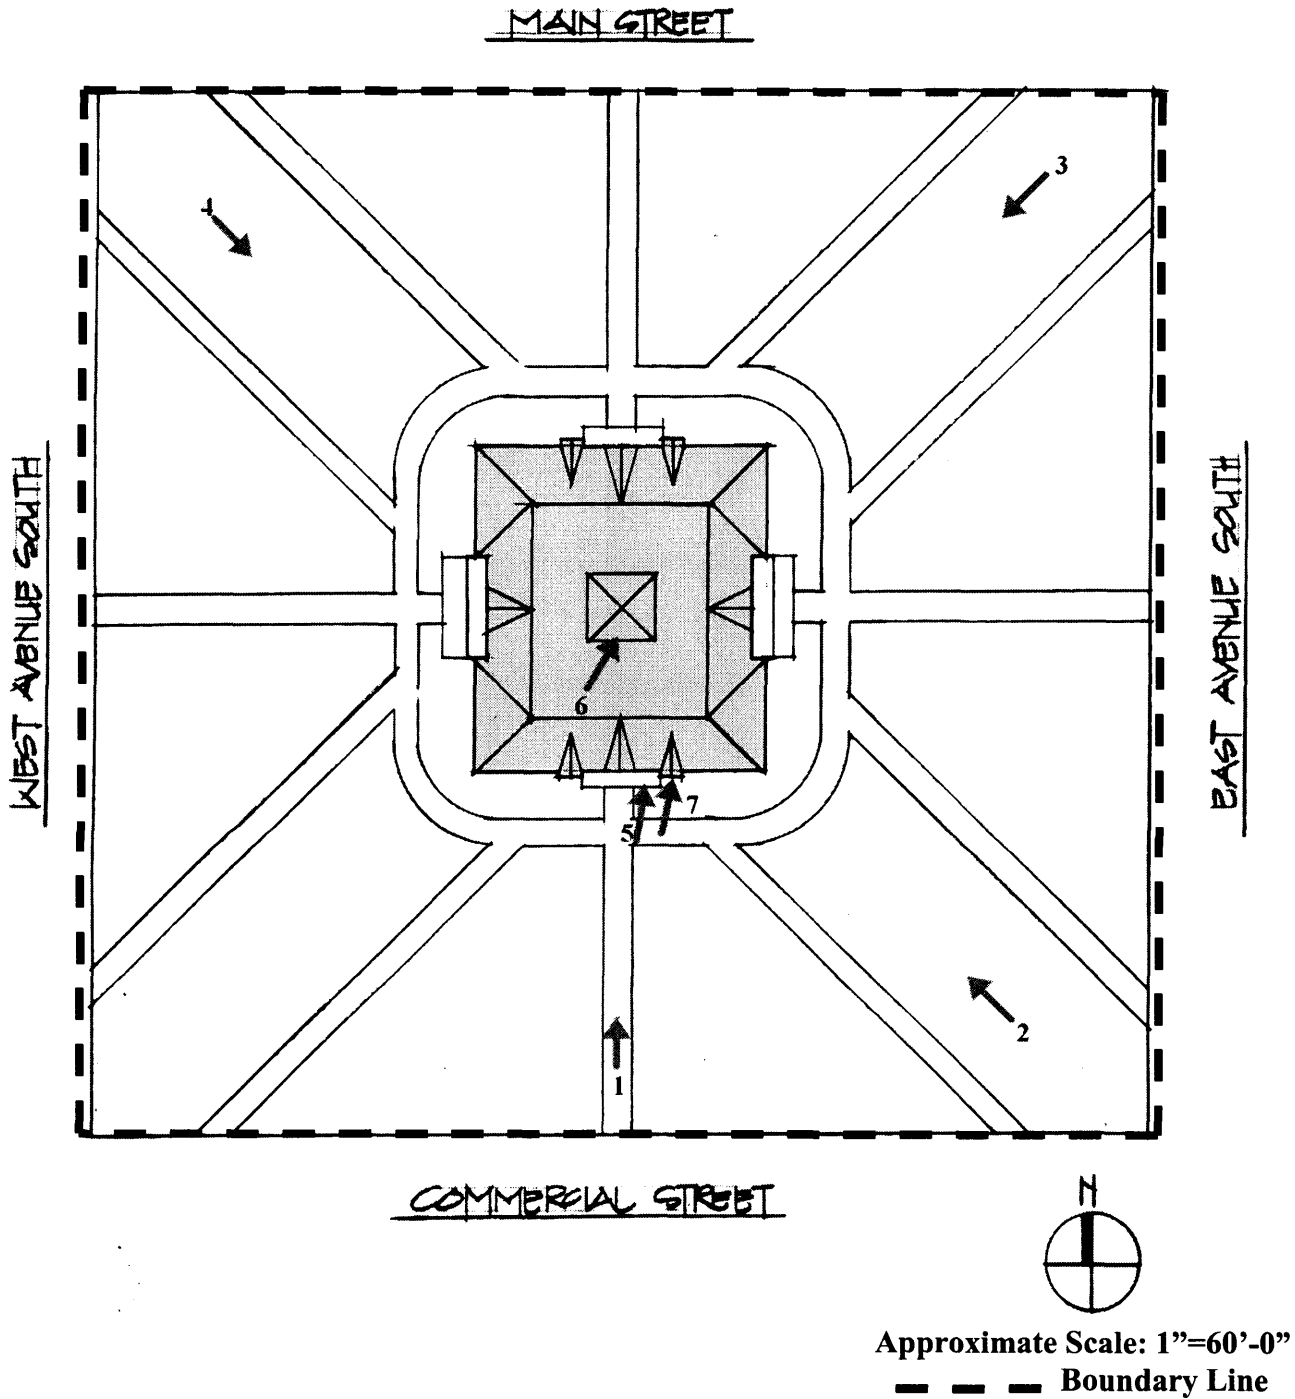 MAIN STREET
3
4
WEST AVENUE SOUTH
EAST AVENUE SOUTH
6
7
5
2
1
COMMERCIAL STREET
N
Approximate Scale: 1”=60’-0”
Boundary Line